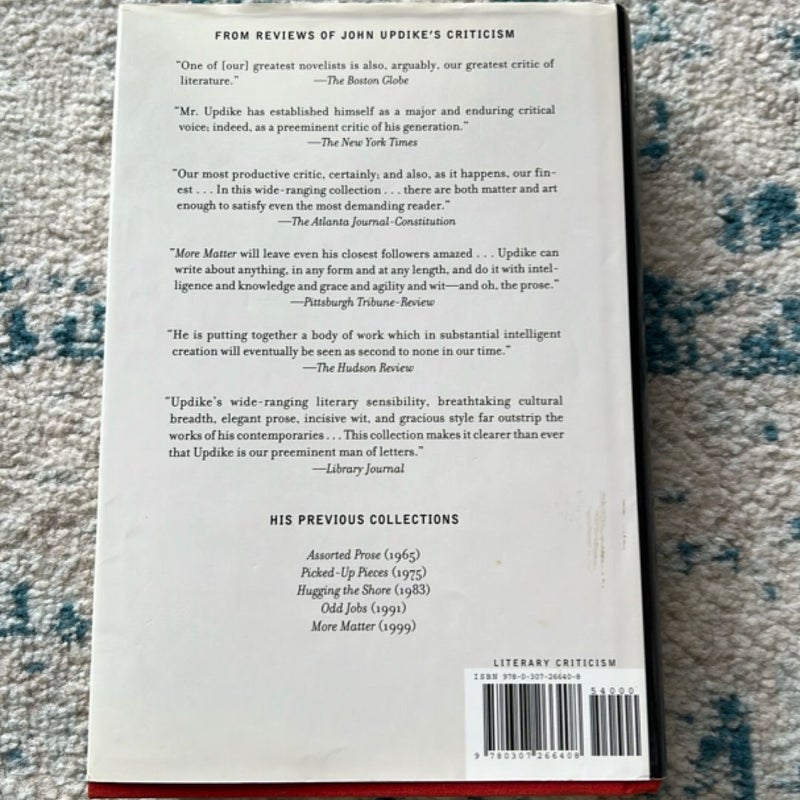 FROM REVIEWS OF JOHN UPDIKE'S CRITICISM
"One of [our] greatest novelists is also, arguably, our greatest critic of
literature." —The Boston Globe
"Mr. Updike has established himself as a major and enduring critical
voice; indeed, as a preeminent critic of his generation."
—The New York Times
"Our most productive critic, certainly; and also, as it happens, our fin-
est . . . In this wide-ranging collection . . . there are both matter and art
enough to satisfy even the most demanding reader."
—The Atlanta Journal-Constitution
"More Matter will leave even his closest followers amazed . . . Updike can
write about anything, in any form and at any length, and do it with intel-
ligence and knowledge and grace and agility and wit—and oh, the prose."
—Pittsburgh Tribune-Review
"He is putting together a body of work which in substantial intelligent
creation will eventually be seen as second to none in our time."
—The Hudson Review
"Updike's wide-ranging literary sensibility, breathtaking cultural
breadth, elegant prose, incisive wit, and gracious style far outstrip the
works of his contemporaries . . . This collection makes it clearer than ever
that Updike is our preeminent man of letters."
—Library Journal
HIS PREVIOUS COLLECTIONS
Assorted Prose (1965)
Picked-Up Pieces (1975)
Hugging the Shore (1983)
Odd Jobs (1991)
More Matter (1999)
LITERARY CRITICISM
ISBN 978-0-307-26640-8
54000
9 780307 266408